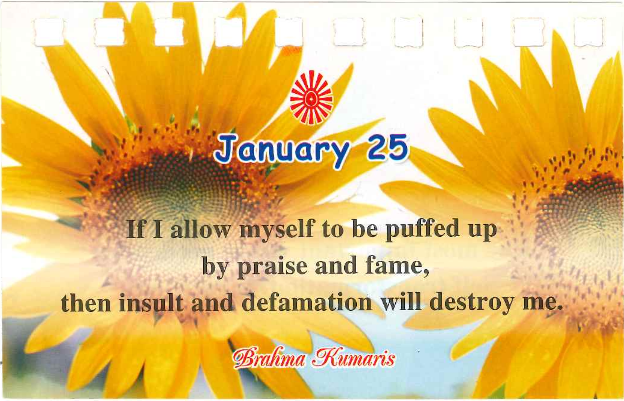 January 25
If I allow myself to be puffed up
by praise and fame,
then insult and defamation will destroy me.
Brahma Kumaris